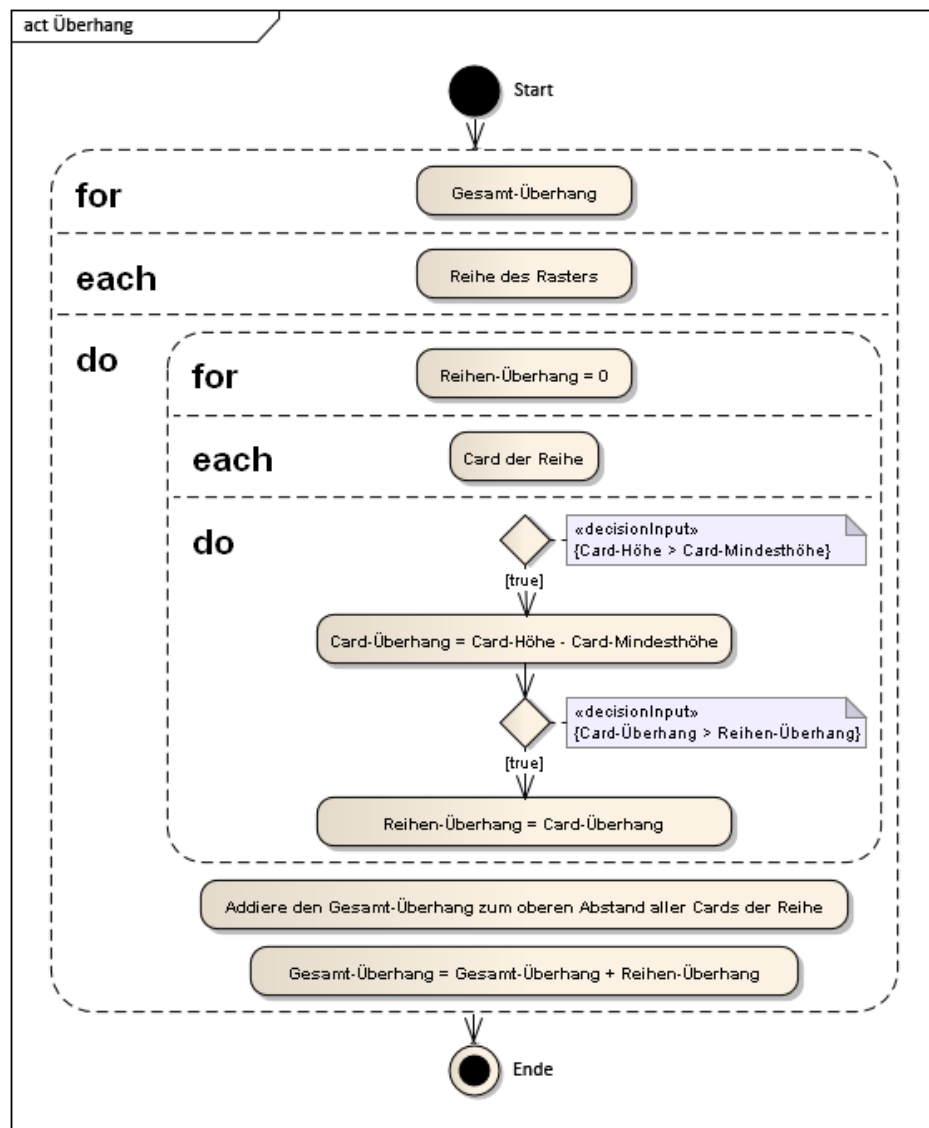 act Überhang
Start
for
Gesamt-Überhang
each
Reihe des Rasters
do
for
Reihen-Überhang = 0
each
Card der Reihe
do
«decisionInput»
{Card-Höhe > Card-Mindesthöhe}
[true]
Card-Überhang = Card-Höhe - Card-Mindesthöhe
«decisionInput»
{Card-Überhang > Reihen-Überhang}
[true]
Reihen-Überhang = Card-Überhang
Addiere den Gesamt-Überhang zum oberen Abstand aller Cards der Reihe
Gesamt-Überhang = Gesamt-Überhang + Reihen-Überhang
Ende